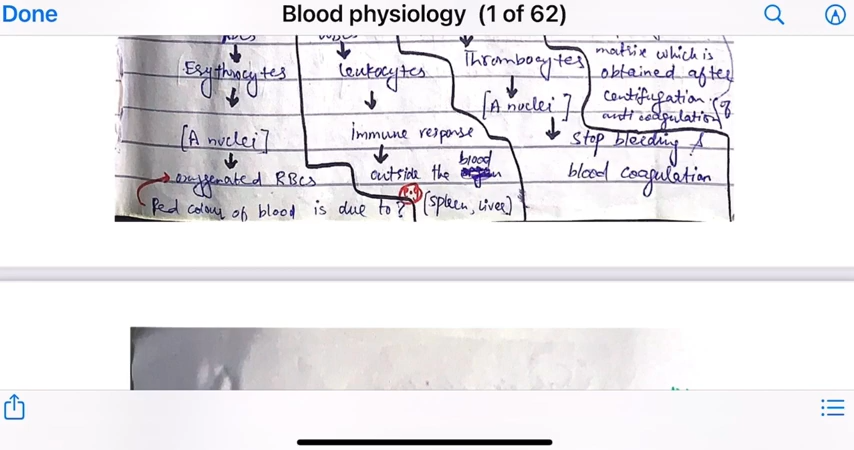 Done
Blood physiology (1 of 62)
Erythrocytes
[A nuclei]
oxygenated RBCs
Red colour of blood is due to?
Leukocytes
immune response
outside the blood
(spleen, liver)
Thrombocytes
[A nuclei]
stop bleeding &
blood coagulation
matrix which is
obtained after
centifugation &
anti coagulation